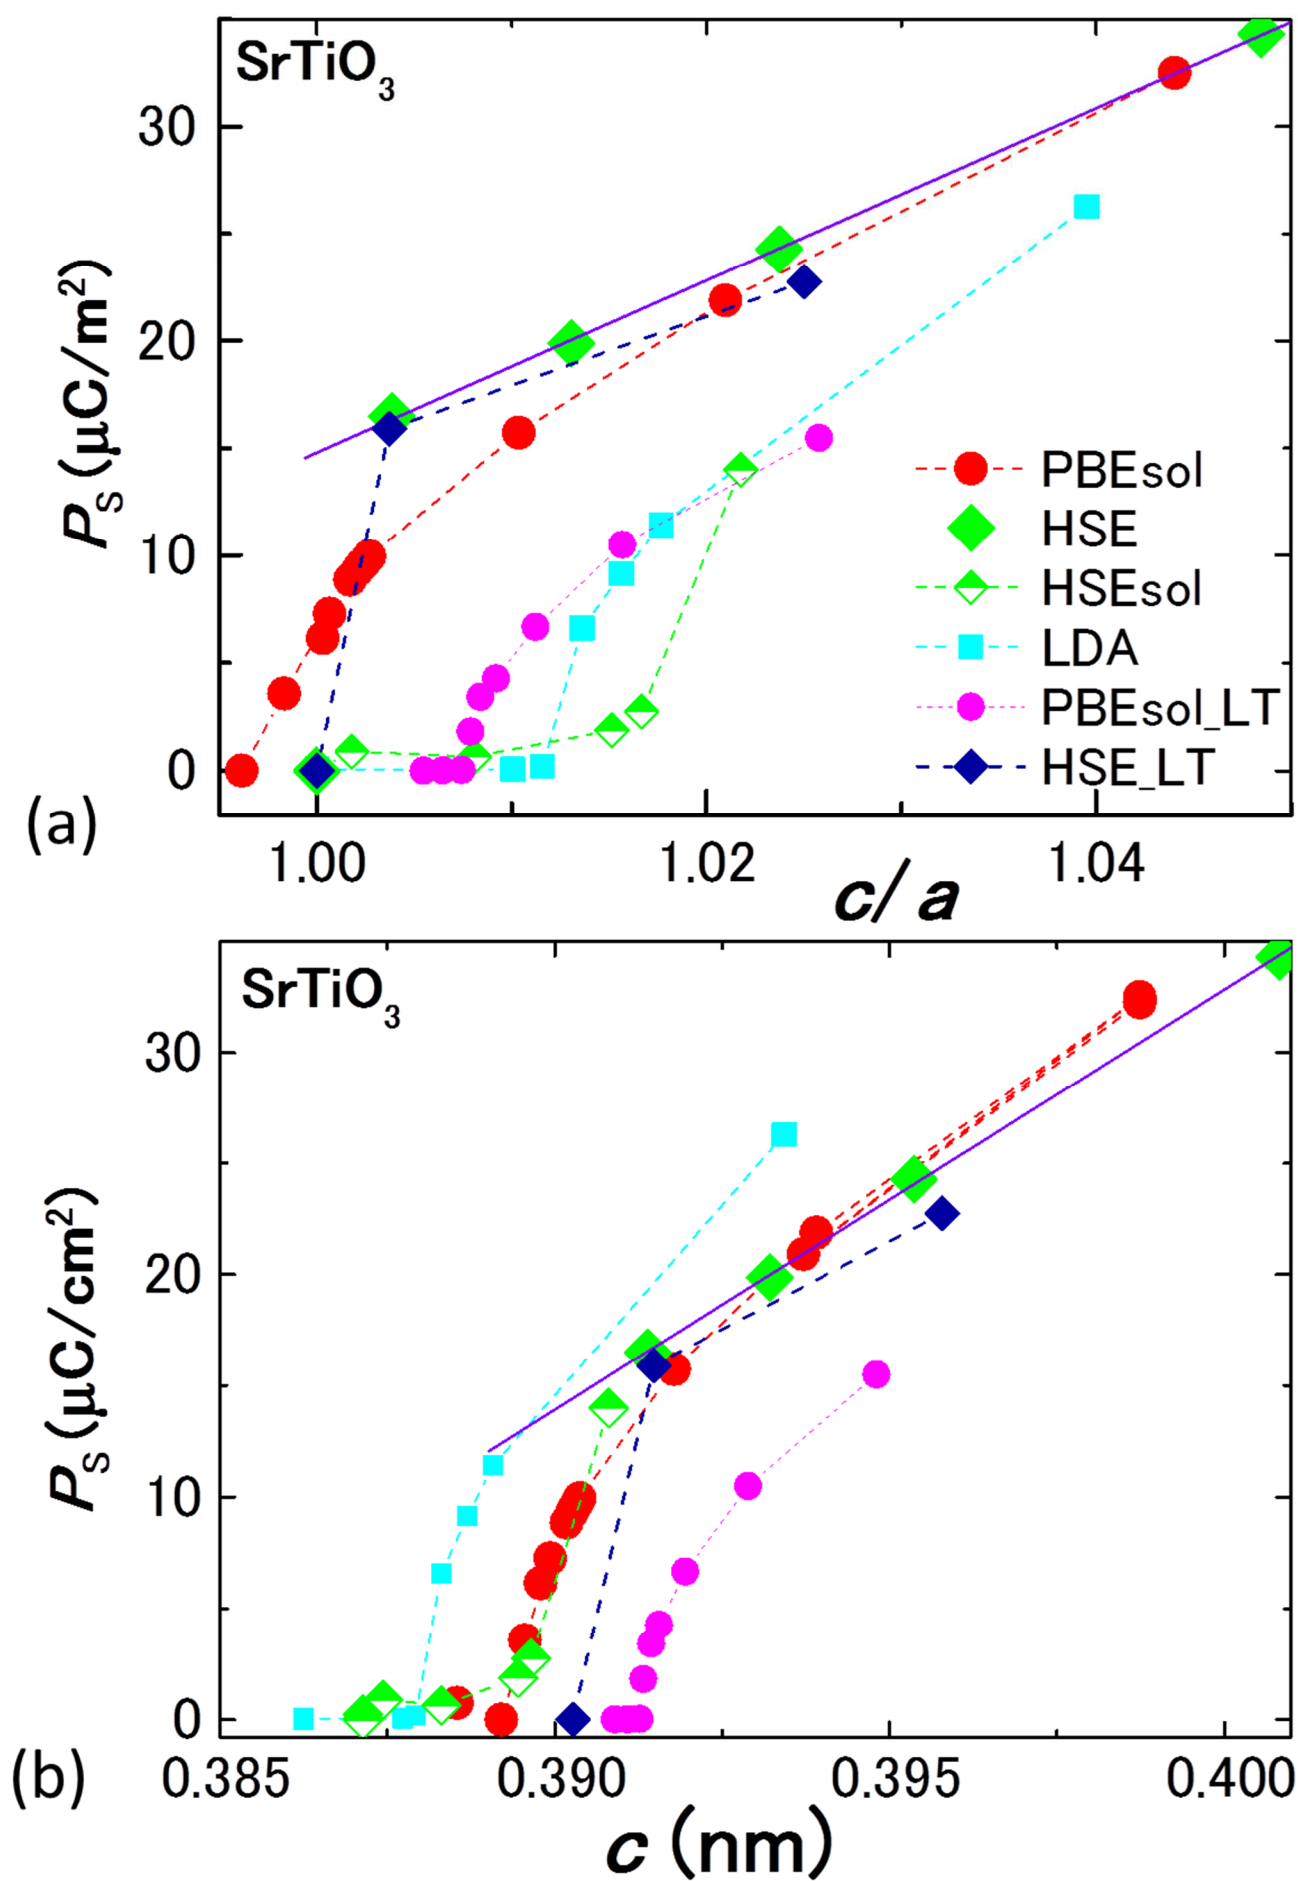 SrTiO3
30
20
10
0
Ps (μC/m2)
PBEsol
HSE
HSEsol
LDA
PBEsol_LT
HSE_LT
(a)
1.00 1.02 1.04
c/a
SrTiO3
30
20
10
0
Ps (μC/cm2)
(b)
0.385 0.390 0.395 0.400
c (nm)